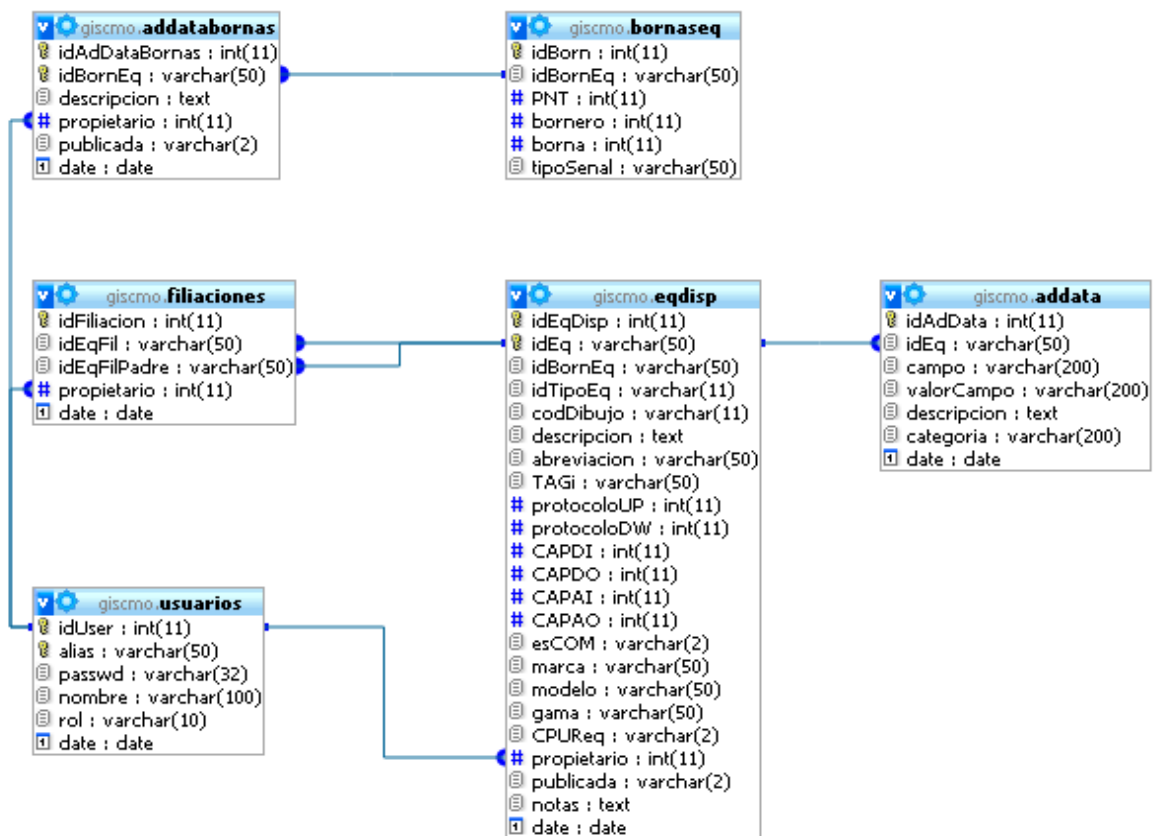 giscmo.addatabornas
idAdDataBornas : int(11)
idBornEq : varchar(50)
descripcion : text
propietario : int(11)
publicada : varchar(2)
date : date
giscmo.bornaseq
idBorn : int(11)
idBornEq : varchar(50)
# PNT : int(11)
# bornero : int(11)
# borna : int(11)
tipoSenal : varchar(50)
giscmo.filiaciones
idFiliacion : int(11)
idEqFil : varchar(50)
idEqFilPadre : varchar(50)
# propietario : int(11)
date : date
giscmo.eqdisp
idEqDisp : int(11)
idEq : varchar(50)
idBornEq : varchar(50)
idTipoEq : varchar(11)
codDibujo : varchar(11)
descripcion : text
abreviacion : varchar(50)
TAGi : varchar(50)
# protocoloUP : int(11)
# protocoloDW : int(11)
# CAPDI : int(11)
# CAPDO : int(11)
# CAPAI : int(11)
# CAPAO : int(11)
esCOM : varchar(2)
marca : varchar(50)
modelo : varchar(50)
gama : varchar(50)
CPUReq : varchar(2)
# propietario : int(11)
publicada : varchar(2)
notas : text
date : date
giscmo.addata
idAdData : int(11)
idEq : varchar(50)
campo : varchar(200)
valorCampo : varchar(200)
descripcion : text
categoria : varchar(200)
date : date
giscmo.usuarios
idUser : int(11)
alias : varchar(50)
passwd : varchar(32)
nombre : varchar(100)
rol : varchar(10)
date : date